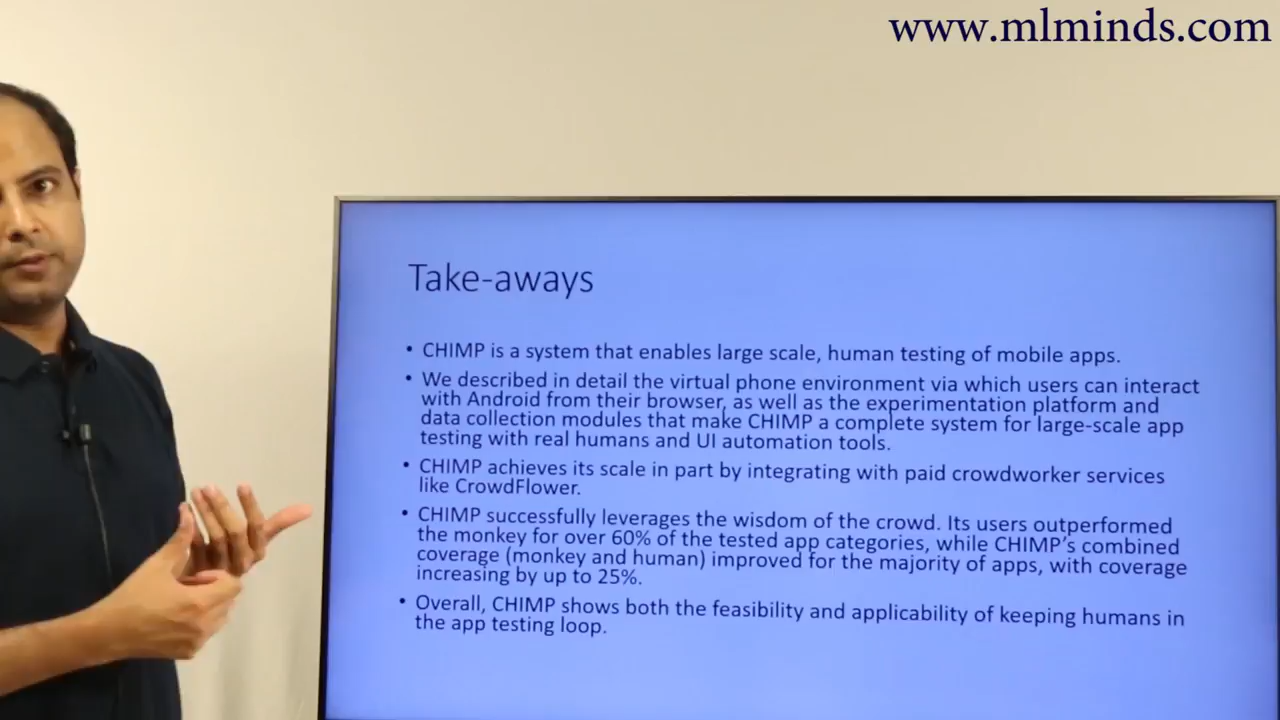 www.mlminds.com
Take-aways
• CHIMP is a system that enables large scale, human testing of mobile apps.
• We described in detail the virtual phone environment via which users can interact
with Android from their browser, as well as the experimentation platform and
data collection modules that make CHIMP a complete system for large-scale app
testing with real humans and UI automation tools.
• CHIMP achieves its scale in part by integrating with paid crowdworker services
like CrowdFlower.
• CHIMP successfully leverages the wisdom of the crowd. Its users outperformed
the monkey for over 60% of the tested app categories, while CHIMP's combined
coverage (monkey and human) improved for the majority of apps, with coverage
increasing by up to 25%.
• Overall, CHIMP shows both the feasibility and applicability of keeping humans in
the app testing loop.